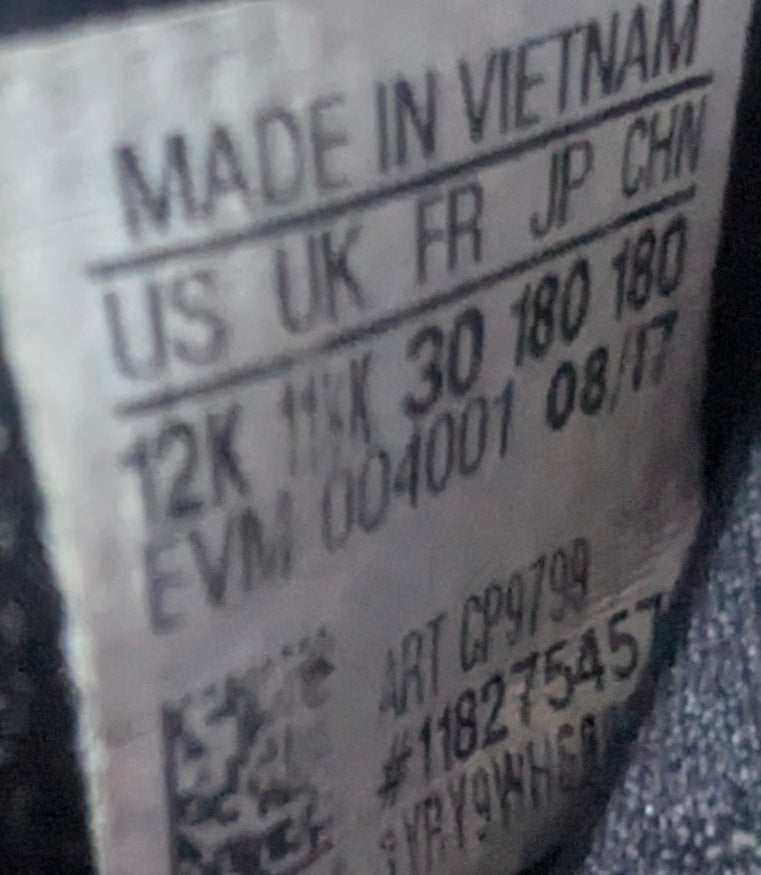 MADE IN VIETNAM
US UK FR JP CHN
12K 30 180 180
EVM 004001 08/17
ART CP9799
#118275457